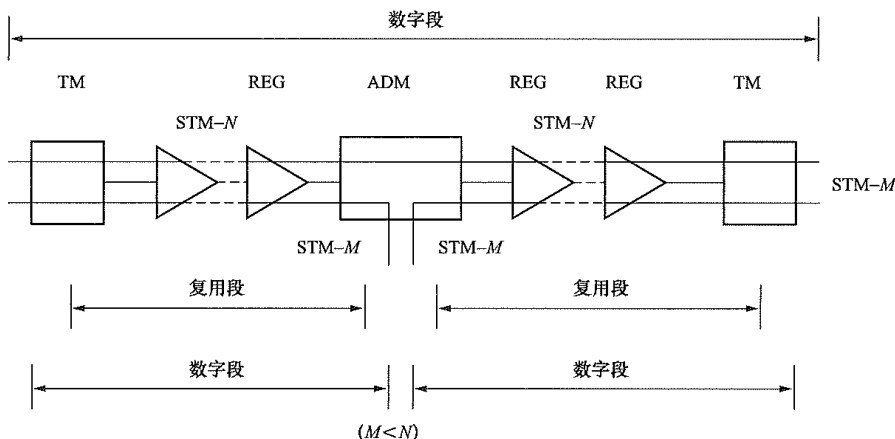 数字段
TM REG ADM REG REG TM
STM–N STM–N
STM–M
STM–M STM–M
复用段 复用段
数字段 数字段
(M<N)